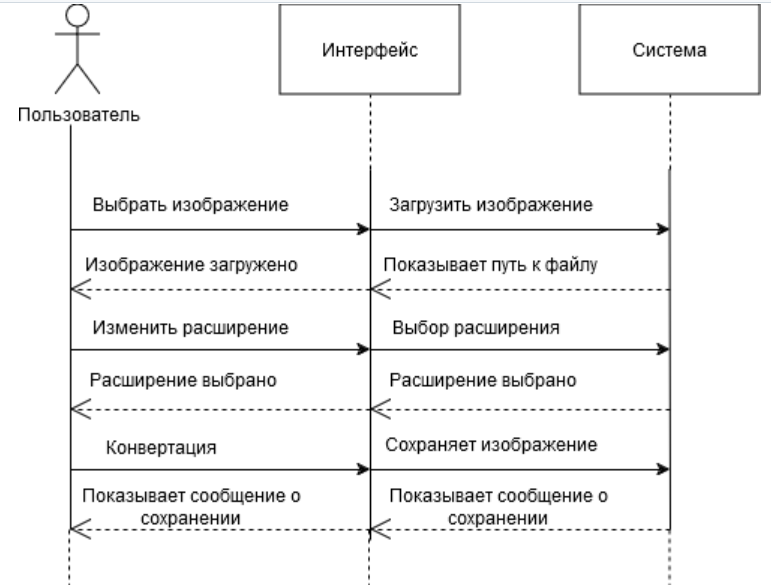 Интерфейс
Система
Пользователь
Выбрать изображение
Загрузить изображение
Изображение загружено
Показывает путь к файлу
Изменить расширение
Выбор расширения
Расширение выбрано
Расширение выбрано
Конвертация
Сохраняет изображение
Показывает сообщение о
сохранении
Показывает сообщение о
сохранении